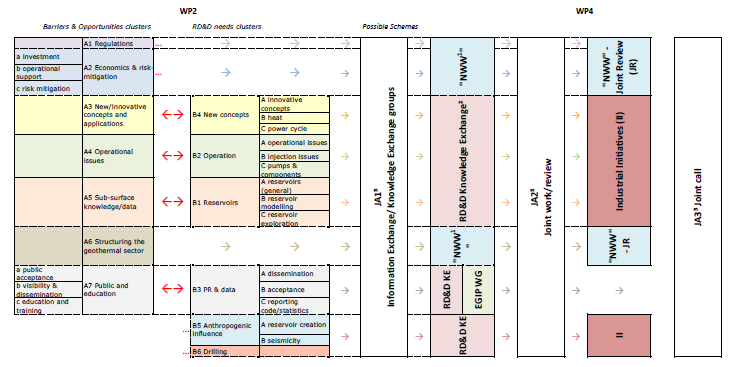 WP2
WP4
Barriers & Opportunities clusters
RD&D needs clusters
Possible Schemes
A1 Regulations
...
a investment
b operational
support
c risk mitigation
A2 Economics & risk
mitigation
...
A3 New/innovative
concepts and
applications
B4 New concepts
A innovative
concepts
B heat
C power cycle
A4 Operational
issues
B2 Operation
A operational issues
B injection issues
C pumps &
components
A5 Sub-surface
knowledge/data
B1 Reservoirs
A reservoirs
(general)
B reservoir
modelling
C reservoir
exploration
A6 Structuring the
geothermal sector
a public
acceptance
b visibility &
dissemination
c education and
training
A7 Public and
education
B3 PR & data
A dissemination
B acceptance
C reporting
code/statistics
...
B5 Anthropogenic
influence
A reservoir creation
B seismicity
...
B6 Drilling
JA1³
Information Exchange/ Knowledge Exchange groups
"NWW¹"
RD&D Knowledge Exchange²
"NWW¹
"
RD&D KE
EGIP WG
RD&D KE
JA2³
Joint work/review
"NWW" -
Joint Review
(JR)
Industrial Initiatives (II)
"NWW"
- JR
II
JA3³ Joint call